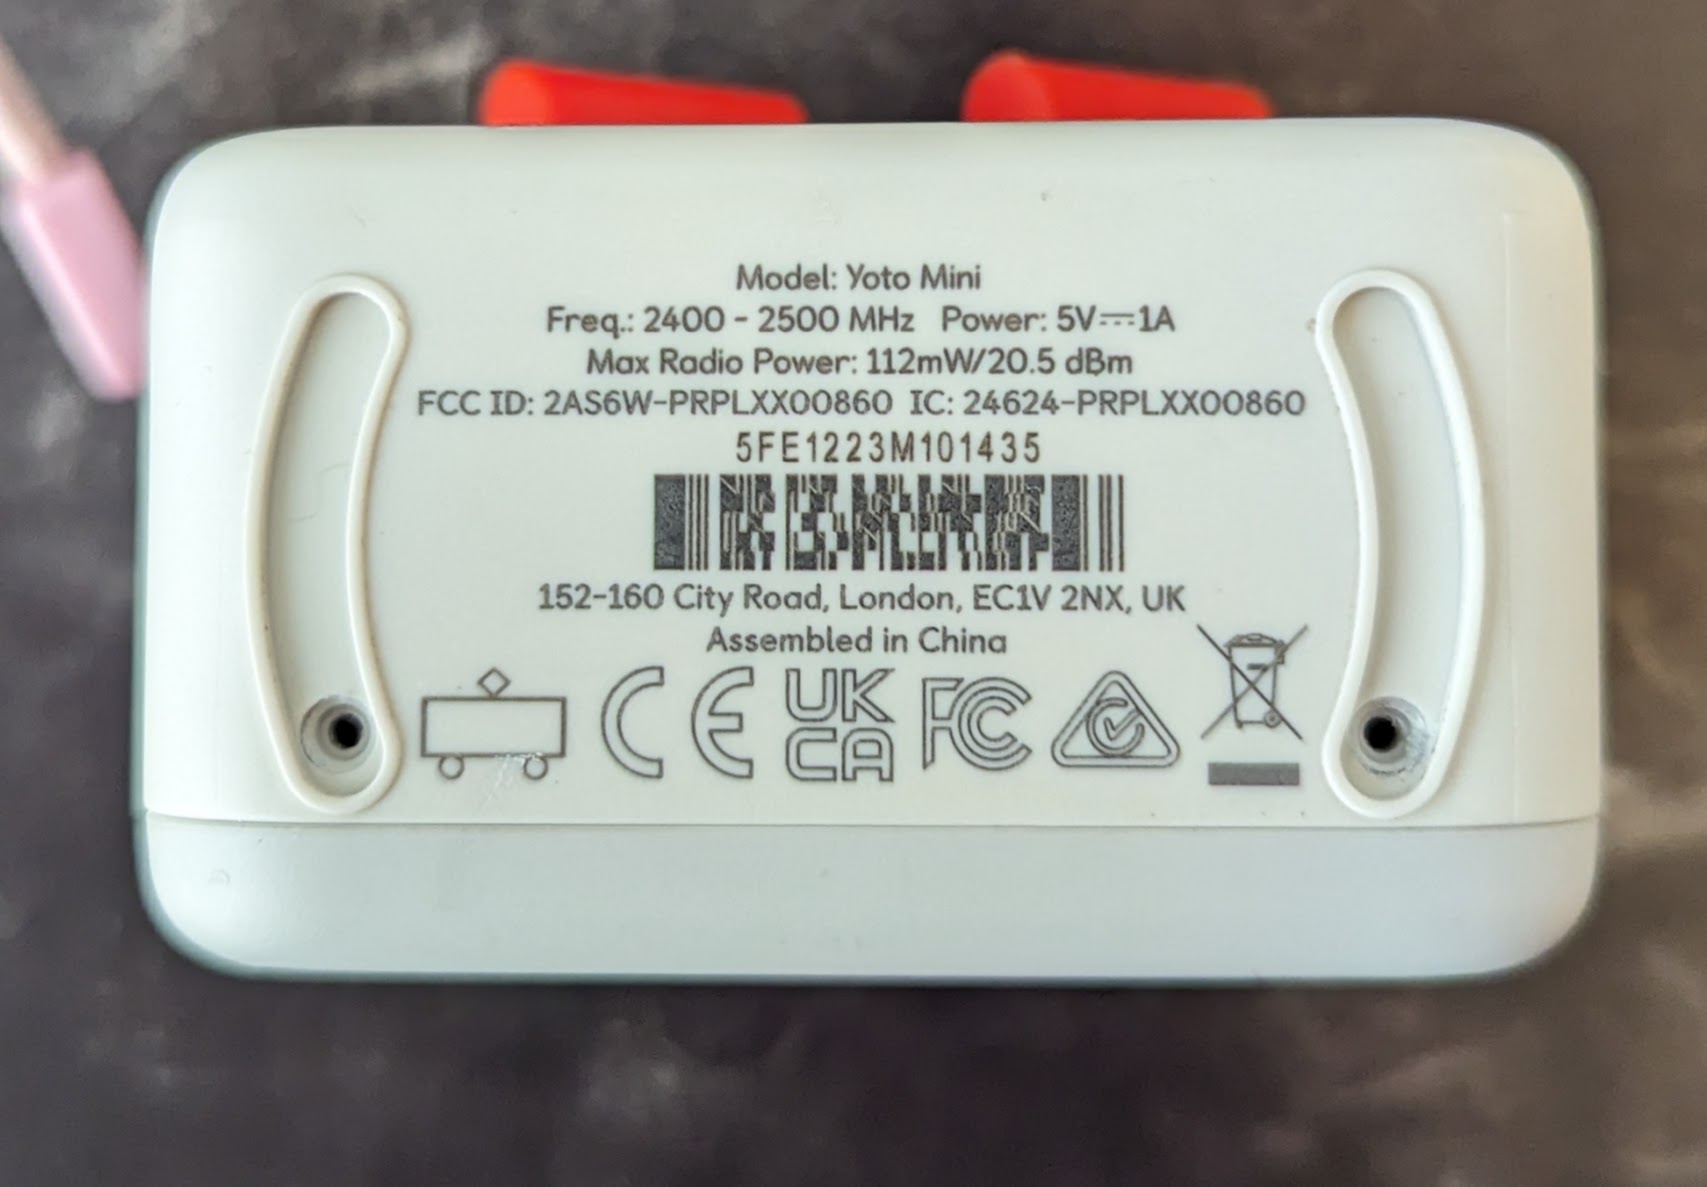 Model: Yoto Mini
Freq.: 2400 - 2500 MHz Power: 5V⎓1A
Max Radio Power: 112mW/20.5 dBm
FCC ID: 2AS6W-PRPLXX00860 IC: 24624-PRPLXX00860
5FE1223M101435
152-160 City Road, London, EC1V 2NX, UK
Assembled in China
CE UK CA FC